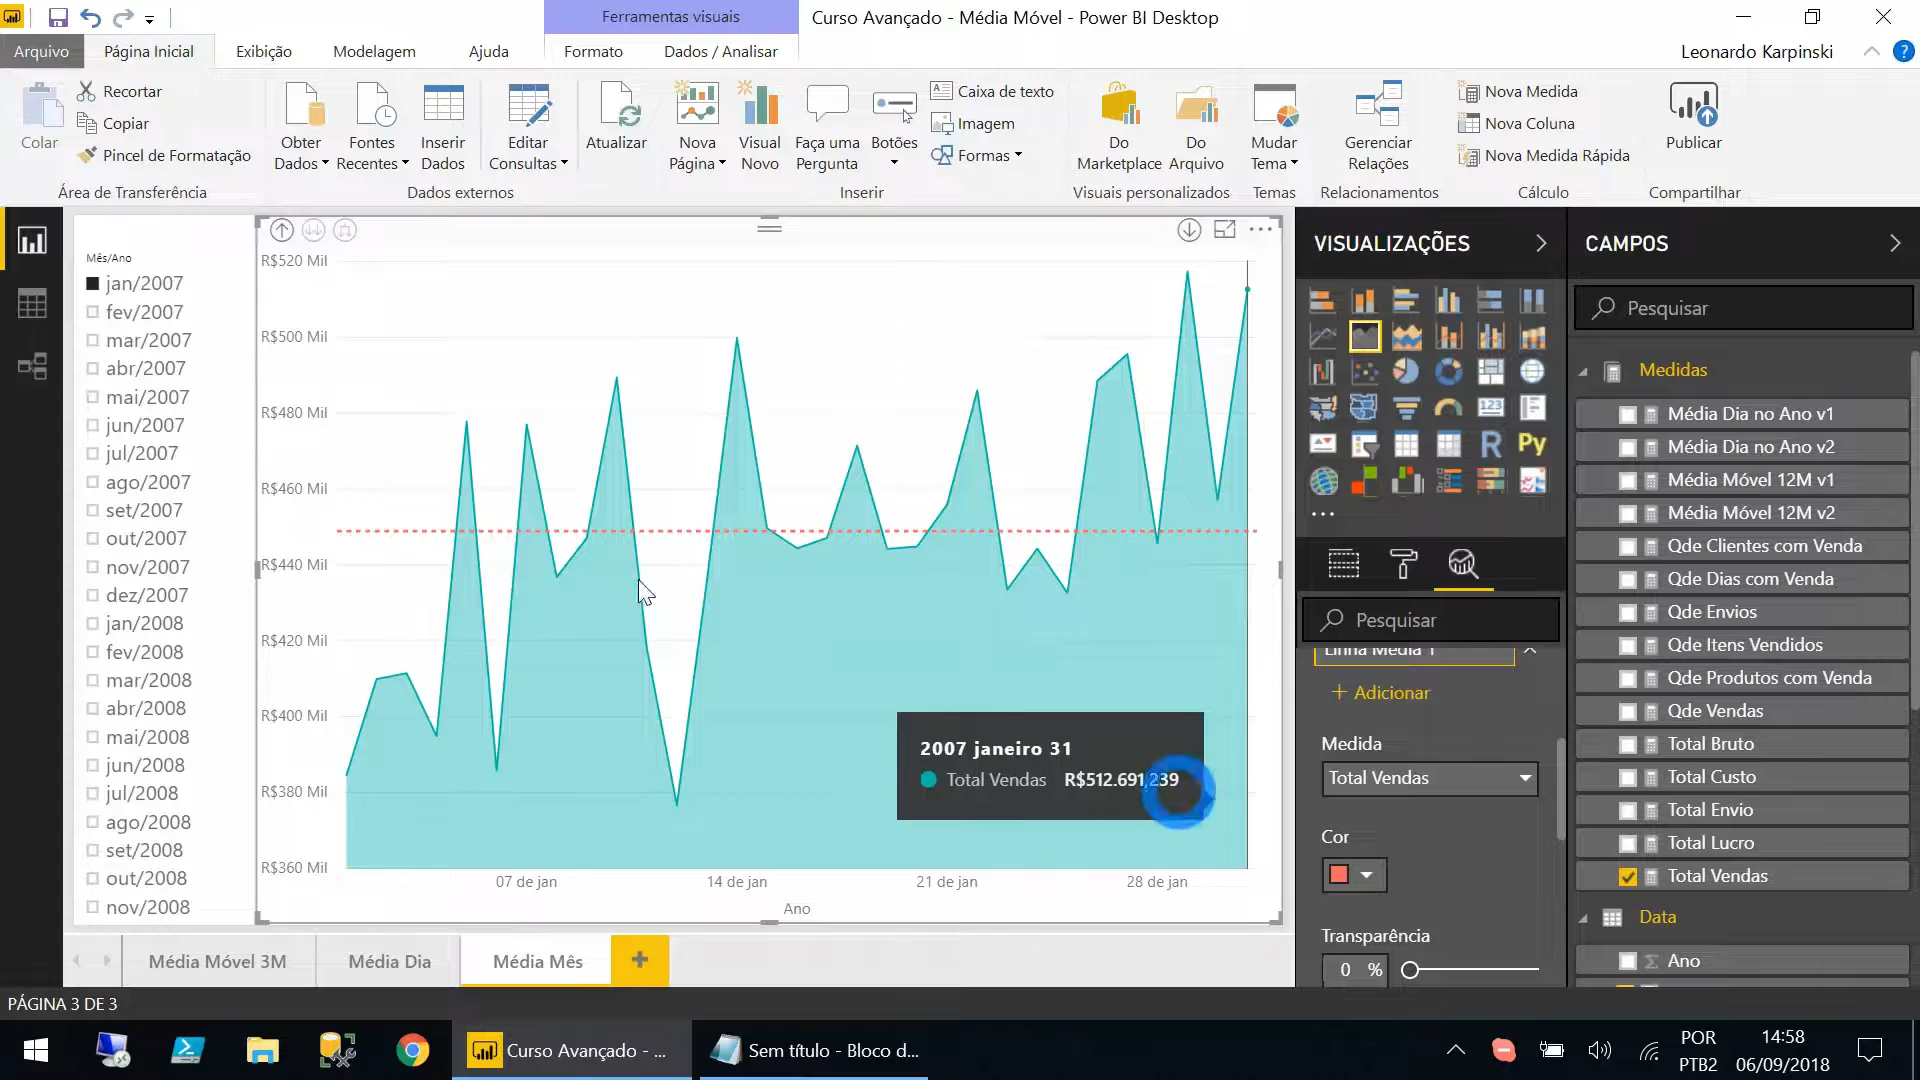 Ferramentas visuais
Curso Avançado - Média Móvel - Power BI Desktop
Arquivo
Página Inicial
Exibição
Modelagem
Ajuda
Formato
Dados / Analisar
Leonardo Karpinski
?
Colar
Recortar
Copiar
Pincel de Formatação
Obter
Dados
Fontes
Recentes
Inserir
Dados
Editar
Consultas
Atualizar
Nova
Página
Visual
Novo
Faça uma
Pergunta
Botões
Caixa de texto
Imagem
Formas
Do
Marketplace
Do
Arquivo
Mudar
Tema
Gerenciar
Relações
Nova Medida
Nova Coluna
Nova Medida Rápida
Publicar
Área de Transferência
Dados externos
Inserir
Visuais personalizados
Temas
Relacionamentos
Cálculo
Compartilhar
Mês/Ano
jan/2007
fev/2007
mar/2007
abr/2007
mai/2007
jun/2007
jul/2007
ago/2007
set/2007
out/2007
nov/2007
dez/2007
jan/2008
fev/2008
mar/2008
abr/2008
mai/2008
jun/2008
jul/2008
ago/2008
set/2008
out/2008
nov/2008
R$520 Mil
R$500 Mil
R$480 Mil
R$460 Mil
R$440 Mil
R$420 Mil
R$400 Mil
R$380 Mil
R$360 Mil
07 de jan
14 de jan
21 de jan
28 de jan
Ano
2007 janeiro 31
Total Vendas R$512.691,239
VISUALIZAÇÕES
123
R
Py
Pesquisar
Linha Média 1
+ Adicionar
Medida
Total Vendas
Cor
Transparência
0 %
CAMPOS
Pesquisar
Medidas
Média Dia no Ano v1
Média Dia no Ano v2
Média Móvel 12M v1
Média Móvel 12M v2
Qde Clientes com Venda
Qde Dias com Venda
Qde Envios
Qde Itens Vendidos
Qde Produtos com Venda
Qde Vendas
Total Bruto
Total Custo
Total Envio
Total Lucro
Total Vendas
Data
Σ Ano
Média Móvel 3M
Média Dia
Média Mês
+
PÁGINA 3 DE 3
Curso Avançado - ...
Sem título - Bloco d...
POR
PTB2
14:58
06/09/2018